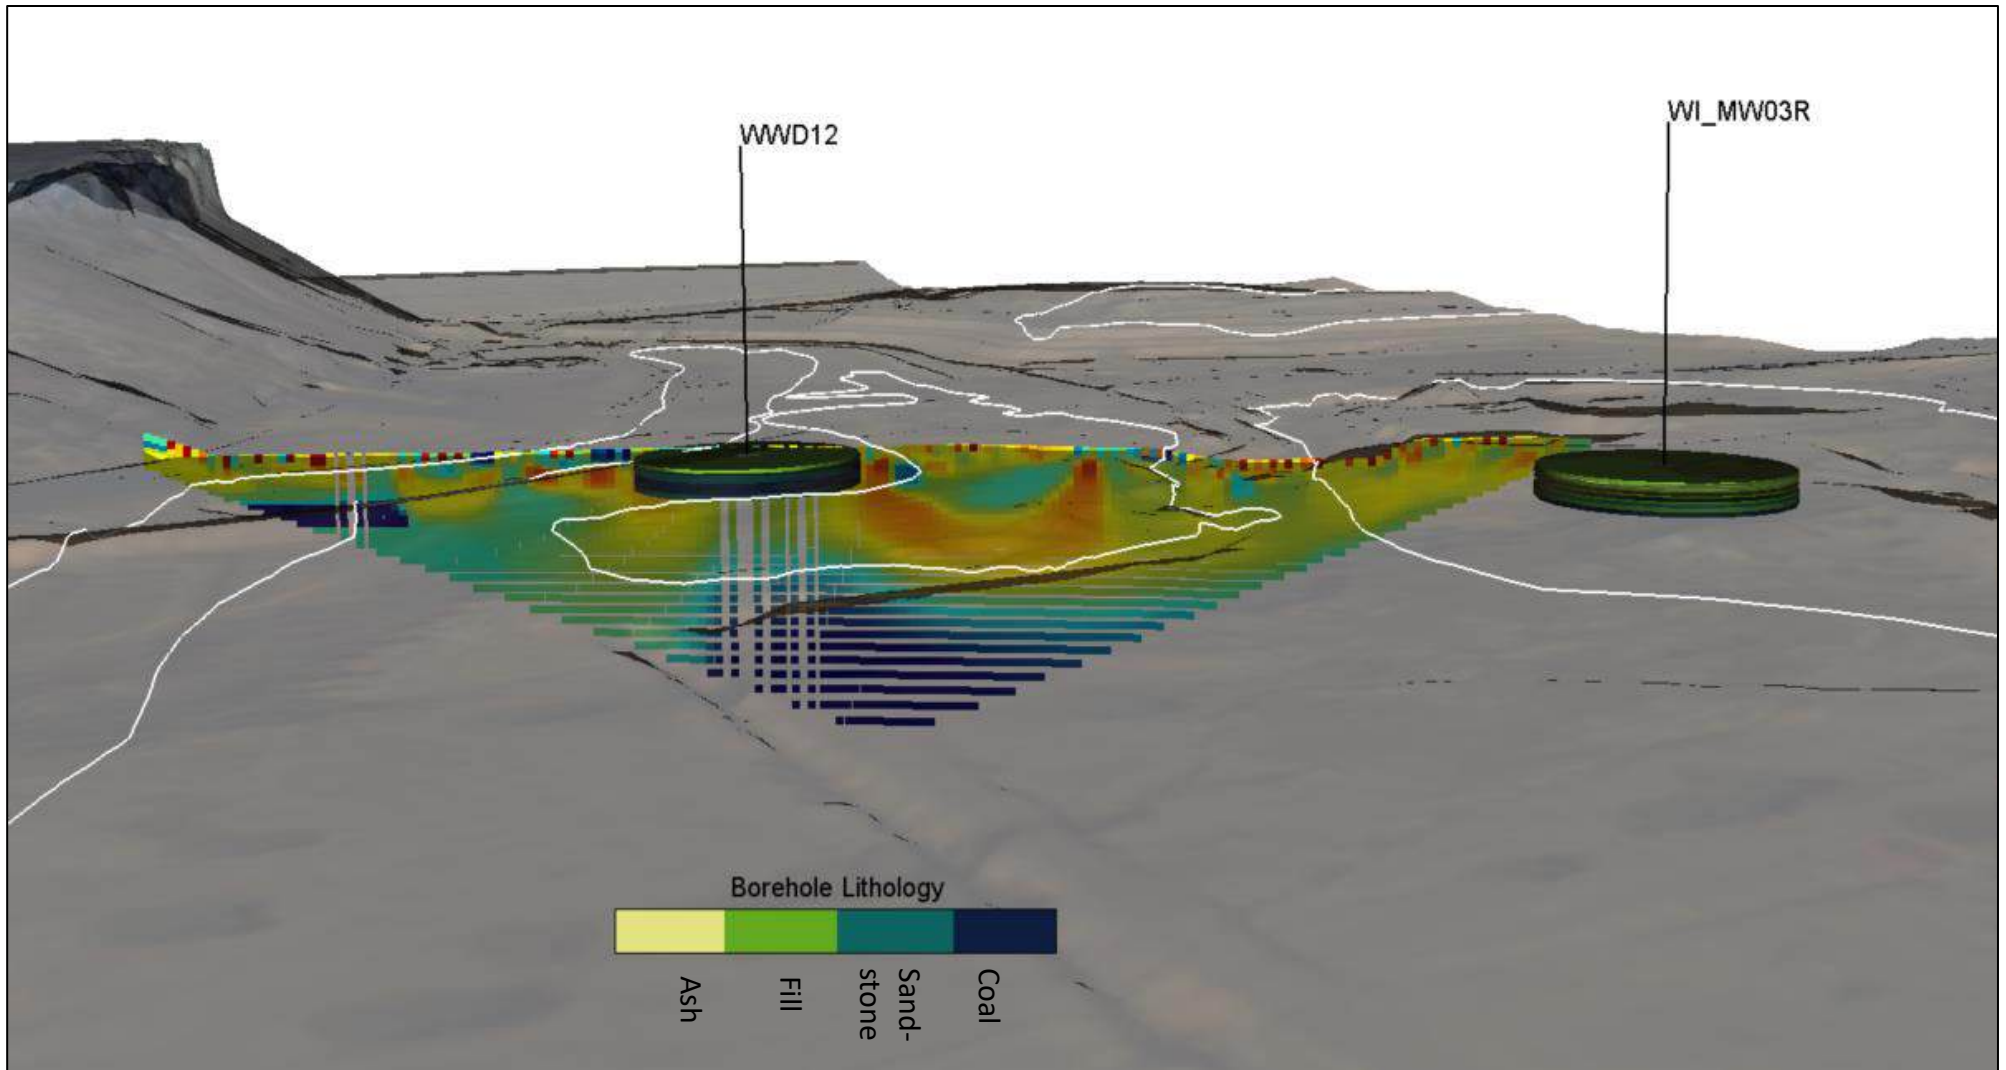 WWD12
WI_MW03R
Borehole Lithology
Ash
Fill
Sand-
stone
Coal